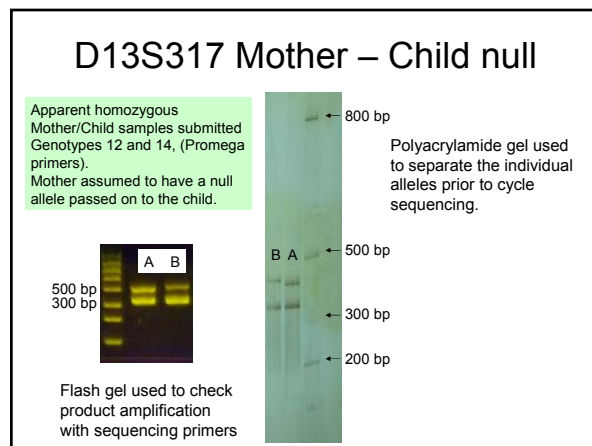 D13S317 Mother – Child null
Apparent homozygous
Mother/Child samples submitted
Genotypes 12 and 14, (Promega
primers).
Mother assumed to have a null
allele passed on to the child.
A B
500 bp
300 bp
Flash gel used to check
product amplification
with sequencing primers
B A
800 bp
500 bp
300 bp
200 bp
Polyacrylamide gel used
to separate the individual
alleles prior to cycle
sequencing.